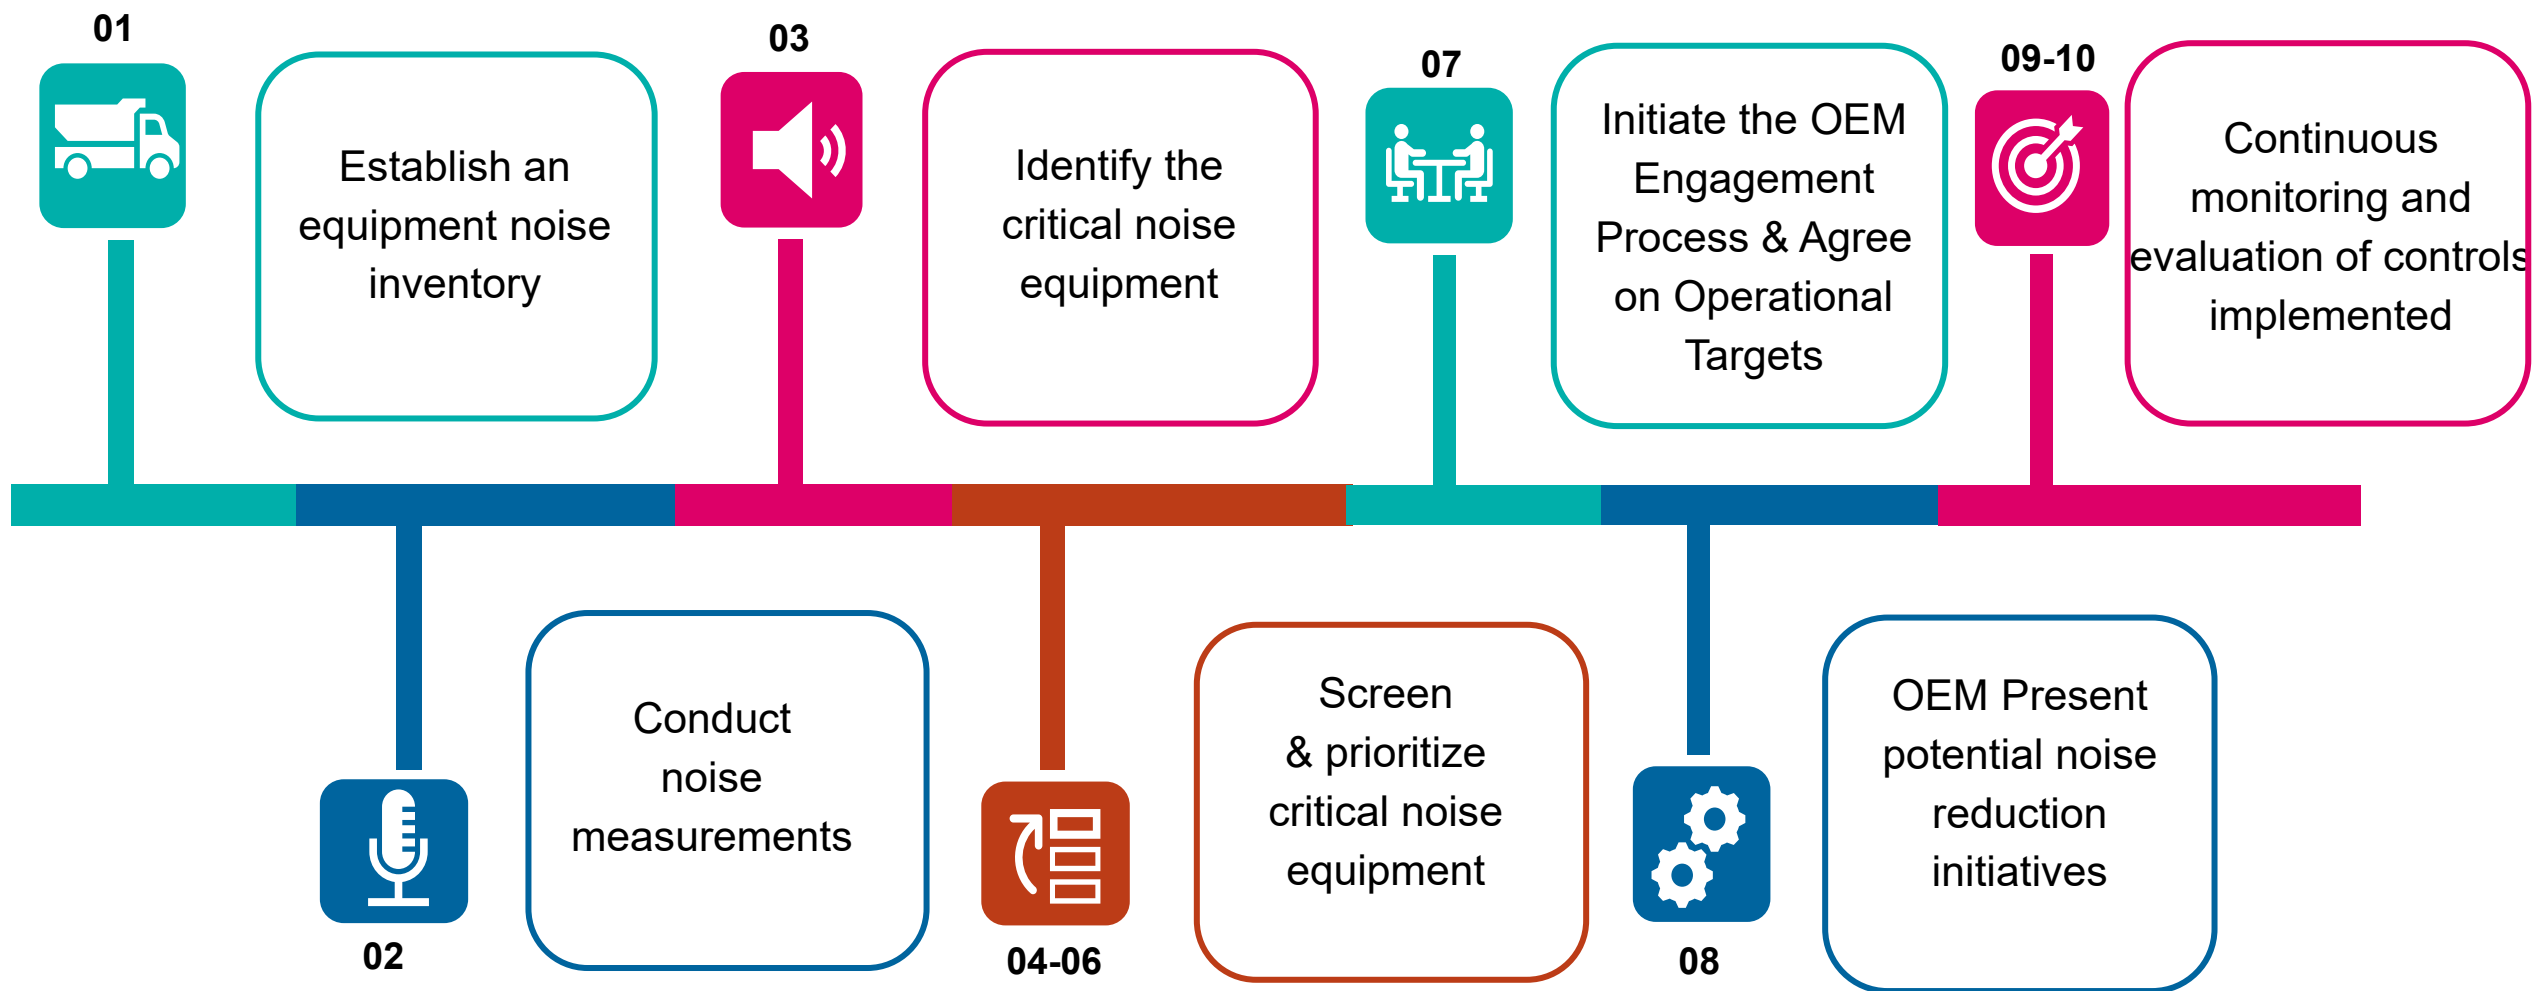 01
Establish an
equipment noise
inventory
02
Conduct
noise
measurements
03
Identify the
critical noise
equipment
04-06
Screen
& prioritize
critical noise
equipment
07
Initiate the OEM
Engagement
Process & Agree
on Operational
Targets
08
OEM Present
potential noise
reduction
initiatives
09-10
Continuous
monitoring and
evaluation of controls
implemented